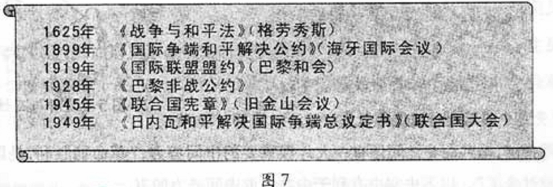 1625年 《战争与和平法》(格劳秀斯)
1899年 《国际争端和平解决公约》(海牙国际会议)
1919年 《国际联盟盟约》(巴黎和会)
1928年 《巴黎非战公约》
1945年 《联合国宪章》(旧金山会议)
1949年 《日内瓦和平解决国际争端总议定书》(联合国大会)
图 7